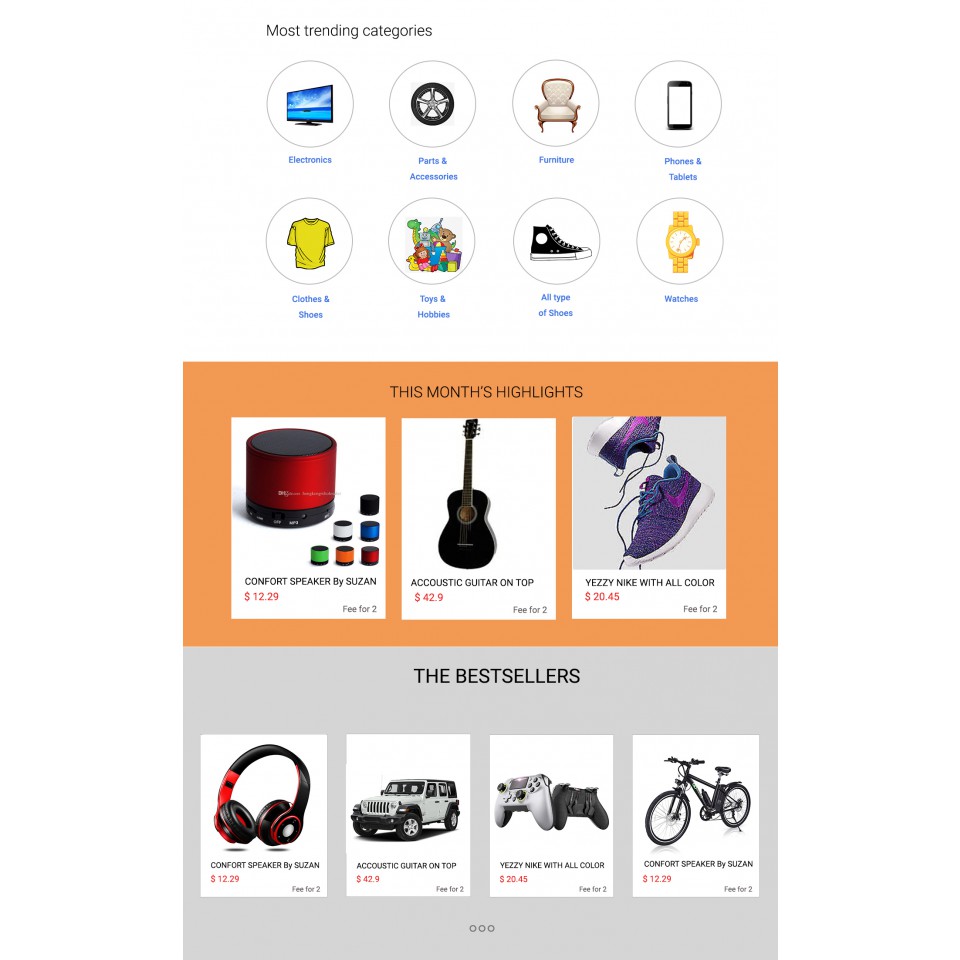 Most trending categories
Electronics
Parts &
Accessories
Furniture
Phones &
Tablets
Clothes &
Shoes
Toys &
Hobbies
All type
of Shoes
Watches
THIS MONTH'S HIGHLIGHTS
MP3
CONFORT SPEAKER By SUZAN
$ 12.29
Fee for 2
ACCOUSTIC GUITAR ON TOP
$ 42.9
Fee for 2
YEZZY NIKE WITH ALL COLOR
$ 20.45
Fee for 2
THE BESTSELLERS
CONFORT SPEAKER By SUZAN
$ 12.29
Fee for 2
ACCOUSTIC GUITAR ON TOP
$ 42.9
Fee for 2
YEZZY NIKE WITH ALL COLOR
$ 20.45
Fee for 2
CONFORT SPEAKER By SUZAN
$ 12.29
Fee for 2